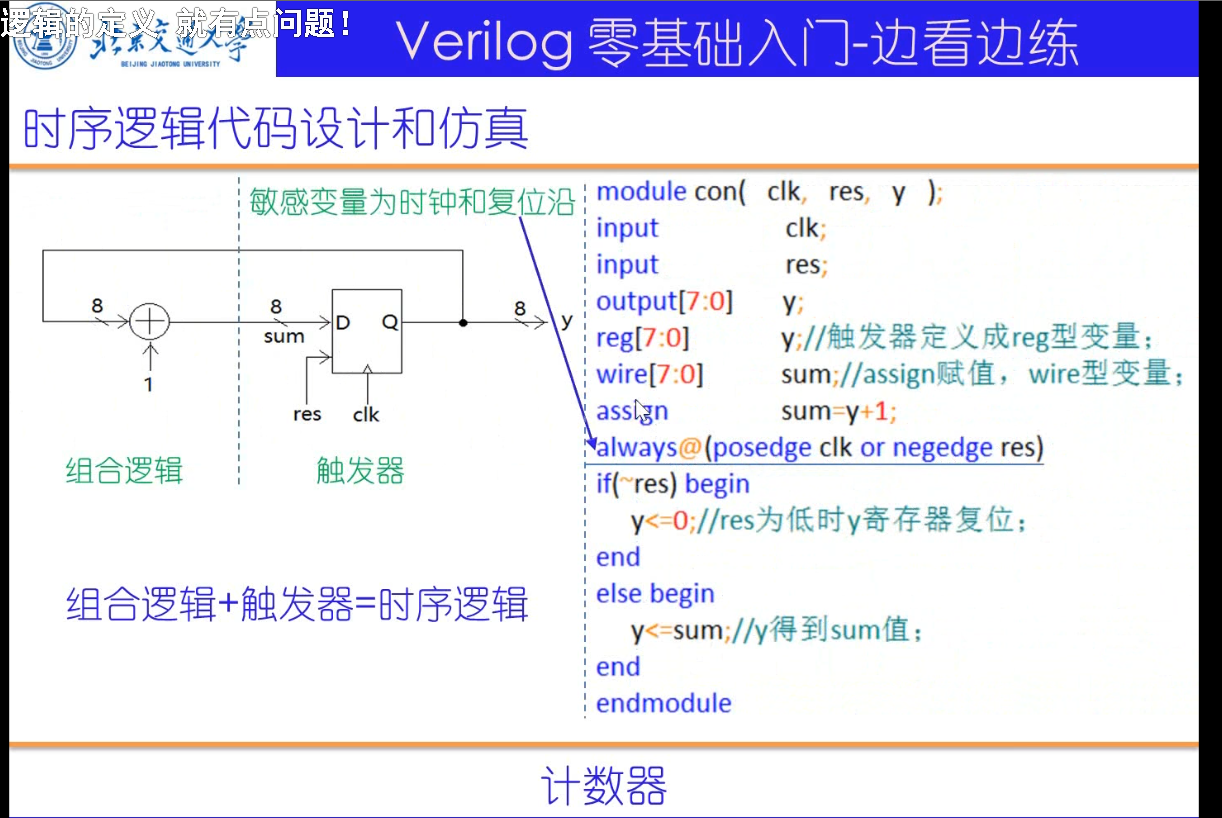 逻辑的定义 就有点问题！
北京交通大学
BEIJING JIAOTONG UNIVERSITY
Verilog 零基础入门-边看边练
时序逻辑代码设计和仿真
敏感变量为时钟和复位沿
8
8
sum
D Q
8
y
1
res
clk
组合逻辑
触发器
组合逻辑+触发器=时序逻辑
module con( clk, res, y );
input clk;
input res;
output[7:0] y;
reg[7:0] y;//触发器定义成reg型变量；
wire[7:0] sum;//assign赋值，wire型变量；
assign sum=y+1;
always@(posedge clk or negedge res)
if(~res) begin
y<=0;//res为低时y寄存器复位；
end
else begin
y<=sum;//y得到sum值；
end
endmodule
计数器